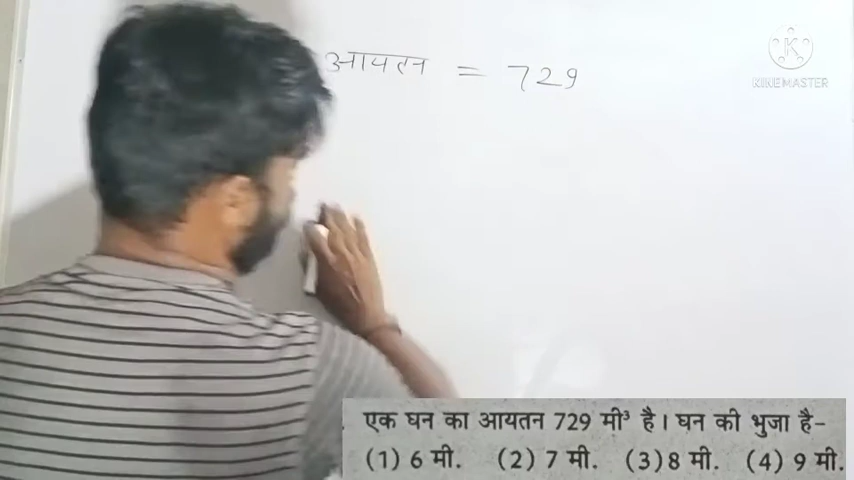 आयतन = 729
KINEMASTER
एक घन का आयतन 729 मी³ है। घन की भुजा है-
(1) 6 मी. (2) 7 मी. (3) 8 मी. (4) 9 मी.